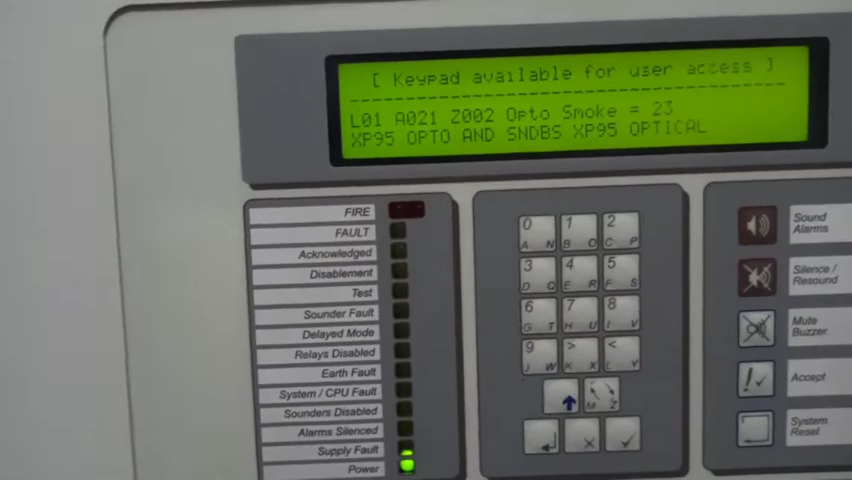 [ Keypad available for user access ]
--------------------------------------
L01 A021 Z002 Opto Smoke = 23
XP95 OPTO AND SNDBS XP95 OPTICAL
FIRE
FAULT
Acknowledged
Disablement
Test
Sounder Fault
Delayed Mode
Relays Disabled
Earth Fault
System / CPU Fault
Sounders Disabled
Alarms Silenced
Supply Fault
Power
0 A N
1 B O
2 C P
3 D Q
4 E R
5 F S
6 G T
7 H U
8 I V
9 J W
> K X
< L Y
M Z
Sound
Alarms
Silence /
Resound
Mute
Buzzer
Accept
System
Reset